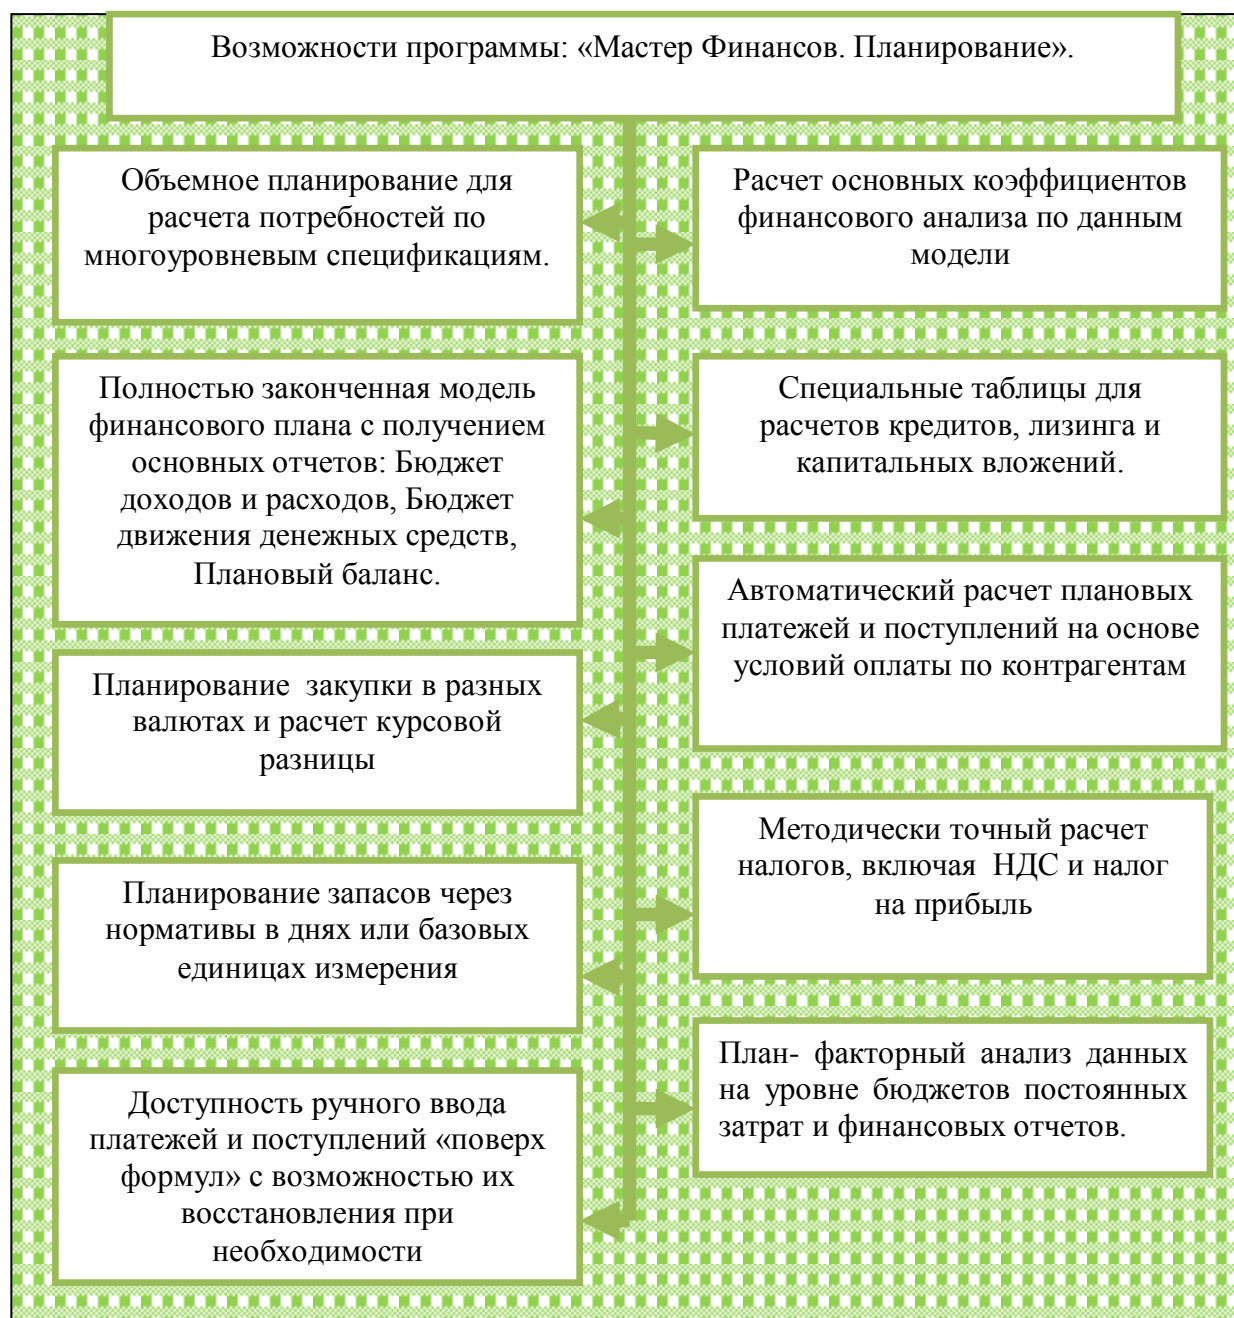 Возможности программы: «Мастер Финансов. Планирование».
Объемное планирование для
расчета потребностей по
многоуровневым спецификациям.
Расчет основных коэффициентов
финансового анализа по данным
модели
Полностью законченная модель
финансового плана с получением
основных отчетов: Бюджет
доходов и расходов, Бюджет
движения денежных средств,
Плановый баланс.
Специальные таблицы для
расчетов кредитов, лизинга и
капитальных вложений.
Автоматический расчет плановых
платежей и поступлений на основе
условий оплаты по контрагентам
Планирование закупки в разных
валютах и расчет курсовой
разницы
Методически точный расчет
налогов, включая НДС и налог
на прибыль
Планирование запасов через
нормативы в днях или базовых
единицах измерения
План- факторный анализ данных
на уровне бюджетов постоянных
затрат и финансовых отчетов.
Доступность ручного ввода
платежей и поступлений «поверх
формул» с возможностью их
восстановления при
необходимости